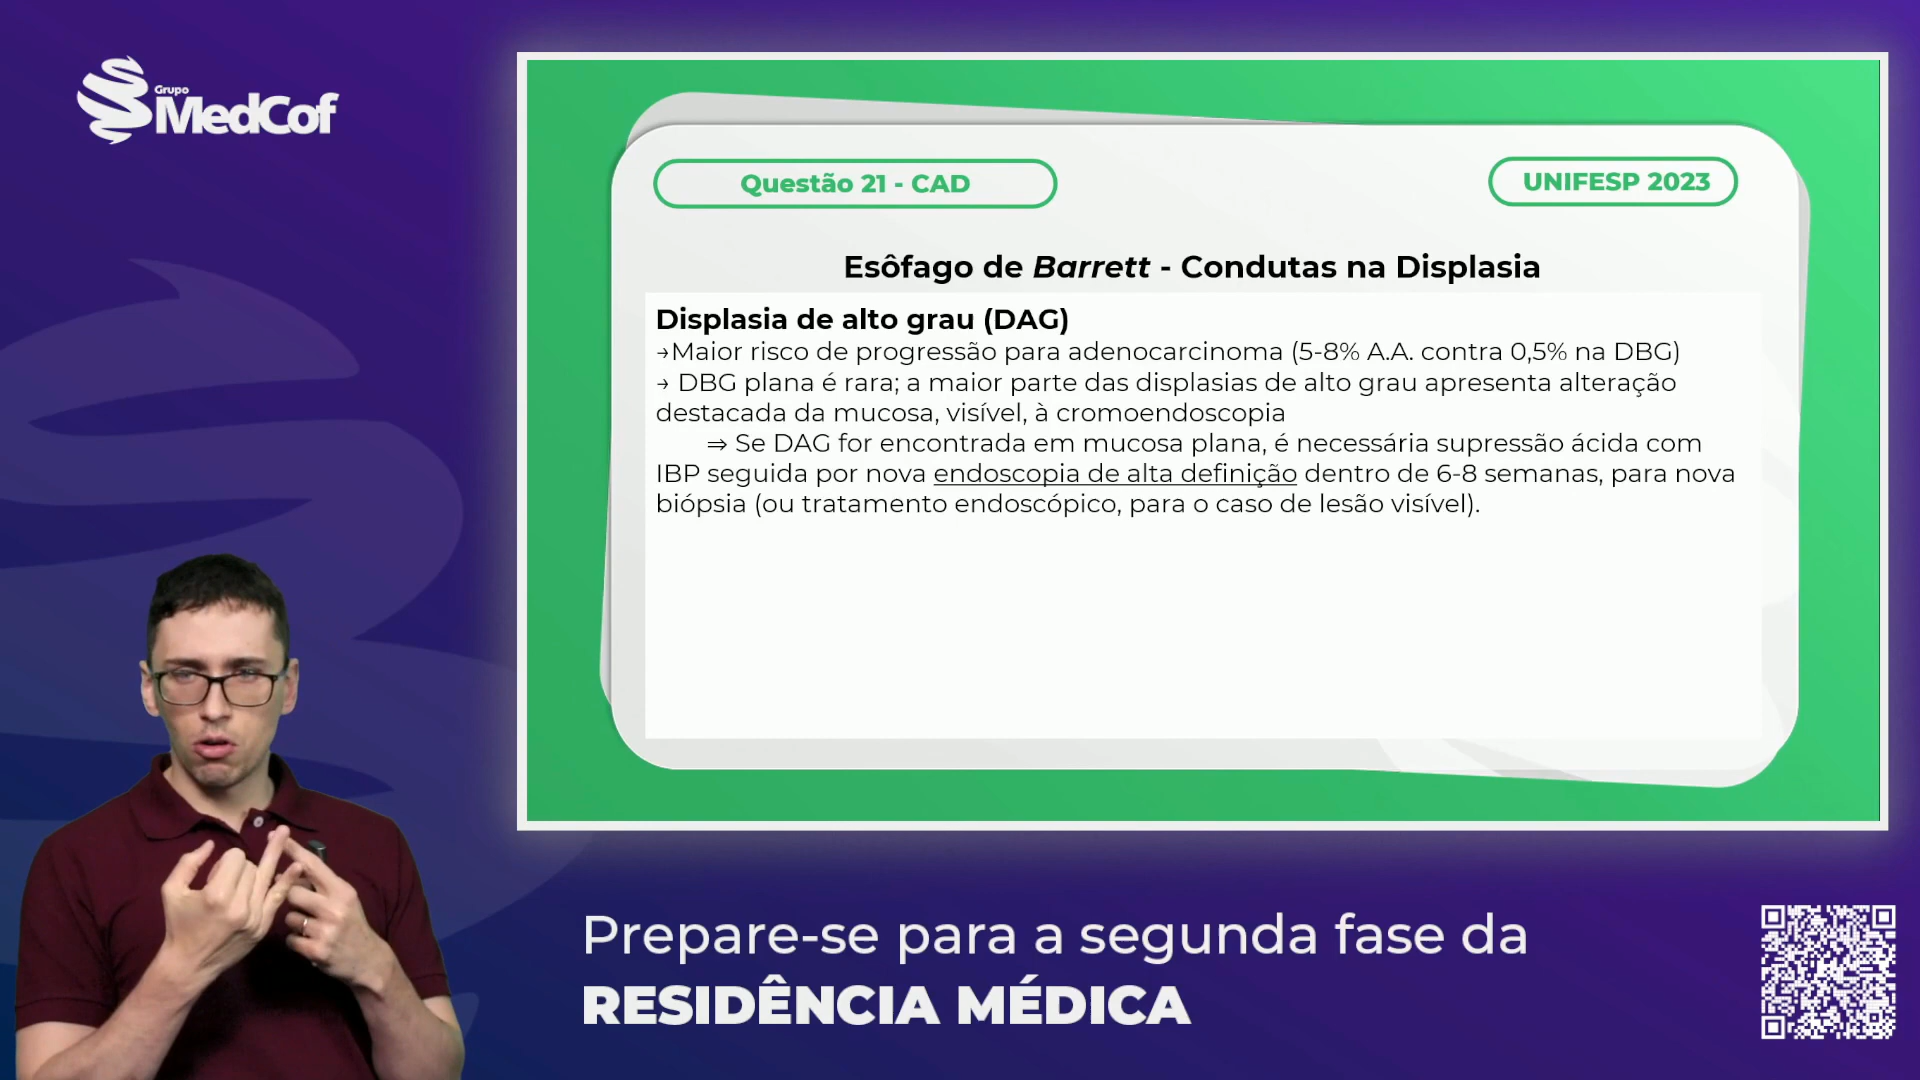 Grupo
MedCof
Questão 21 - CAD
UNIFESP 2023
Esôfago de Barrett - Condutas na Displasia
Displasia de alto grau (DAG)
→Maior risco de progressão para adenocarcinoma (5-8% A.A. contra 0,5% na DBG)
→ DBG plana é rara; a maior parte das displasias de alto grau apresenta alteração
destacada da mucosa, visível, à cromoendoscopia
⇒ Se DAG for encontrada em mucosa plana, é necessária supressão ácida com
IBP seguida por nova endoscopia de alta definição dentro de 6-8 semanas, para nova
biópsia (ou tratamento endoscópico, para o caso de lesão visível).
Prepare-se para a segunda fase da
RESIDÊNCIA MÉDICA